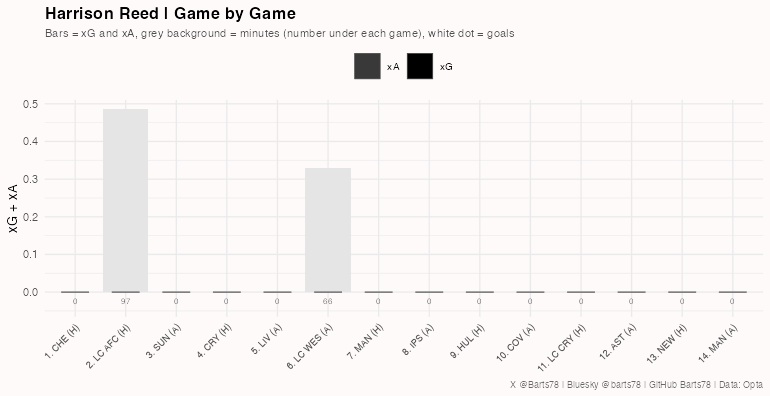 Harrison Reed | Game by Game
Bars = xG and xA, grey background = minutes (number under each game), white dot = goals
xA xG
xG + xA
0.5
0.4
0.3
0.2
0.1
0.0
0 97 0 0 0 66 0 0 0 0 0 0 0 0
1. CHE (H)
2. LC AFC (H)
3. SUN (A)
4. CRY (H)
5. LIV (A)
6. LC WES (A)
7. MAN (H)
8. IPS (A)
9. HUL (H)
10. COV (A)
11. LC CRY (H)
12. AST (A)
13. NEW (H)
14. MAN (A)
X @Barts78 | Bluesky @barts78 | GitHub Barts78 | Data: Opta